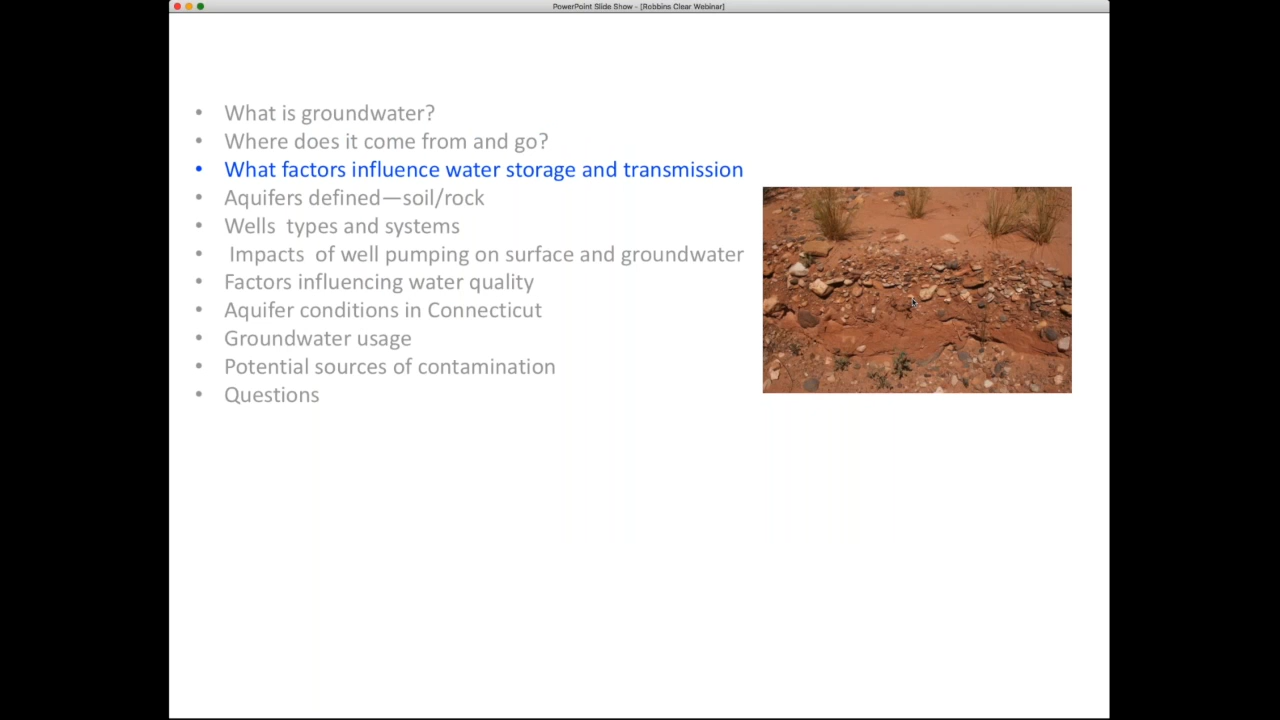 PowerPoint Slide Show - [Robbins Clear Webinar]
• What is groundwater?
• Where does it come from and go?
• What factors influence water storage and transmission
• Aquifers defined—soil/rock
• Wells  types and systems
•  Impacts  of well pumping on surface and groundwater
• Factors influencing water quality
• Aquifer conditions in Connecticut
• Groundwater usage
• Potential sources of contamination
• Questions